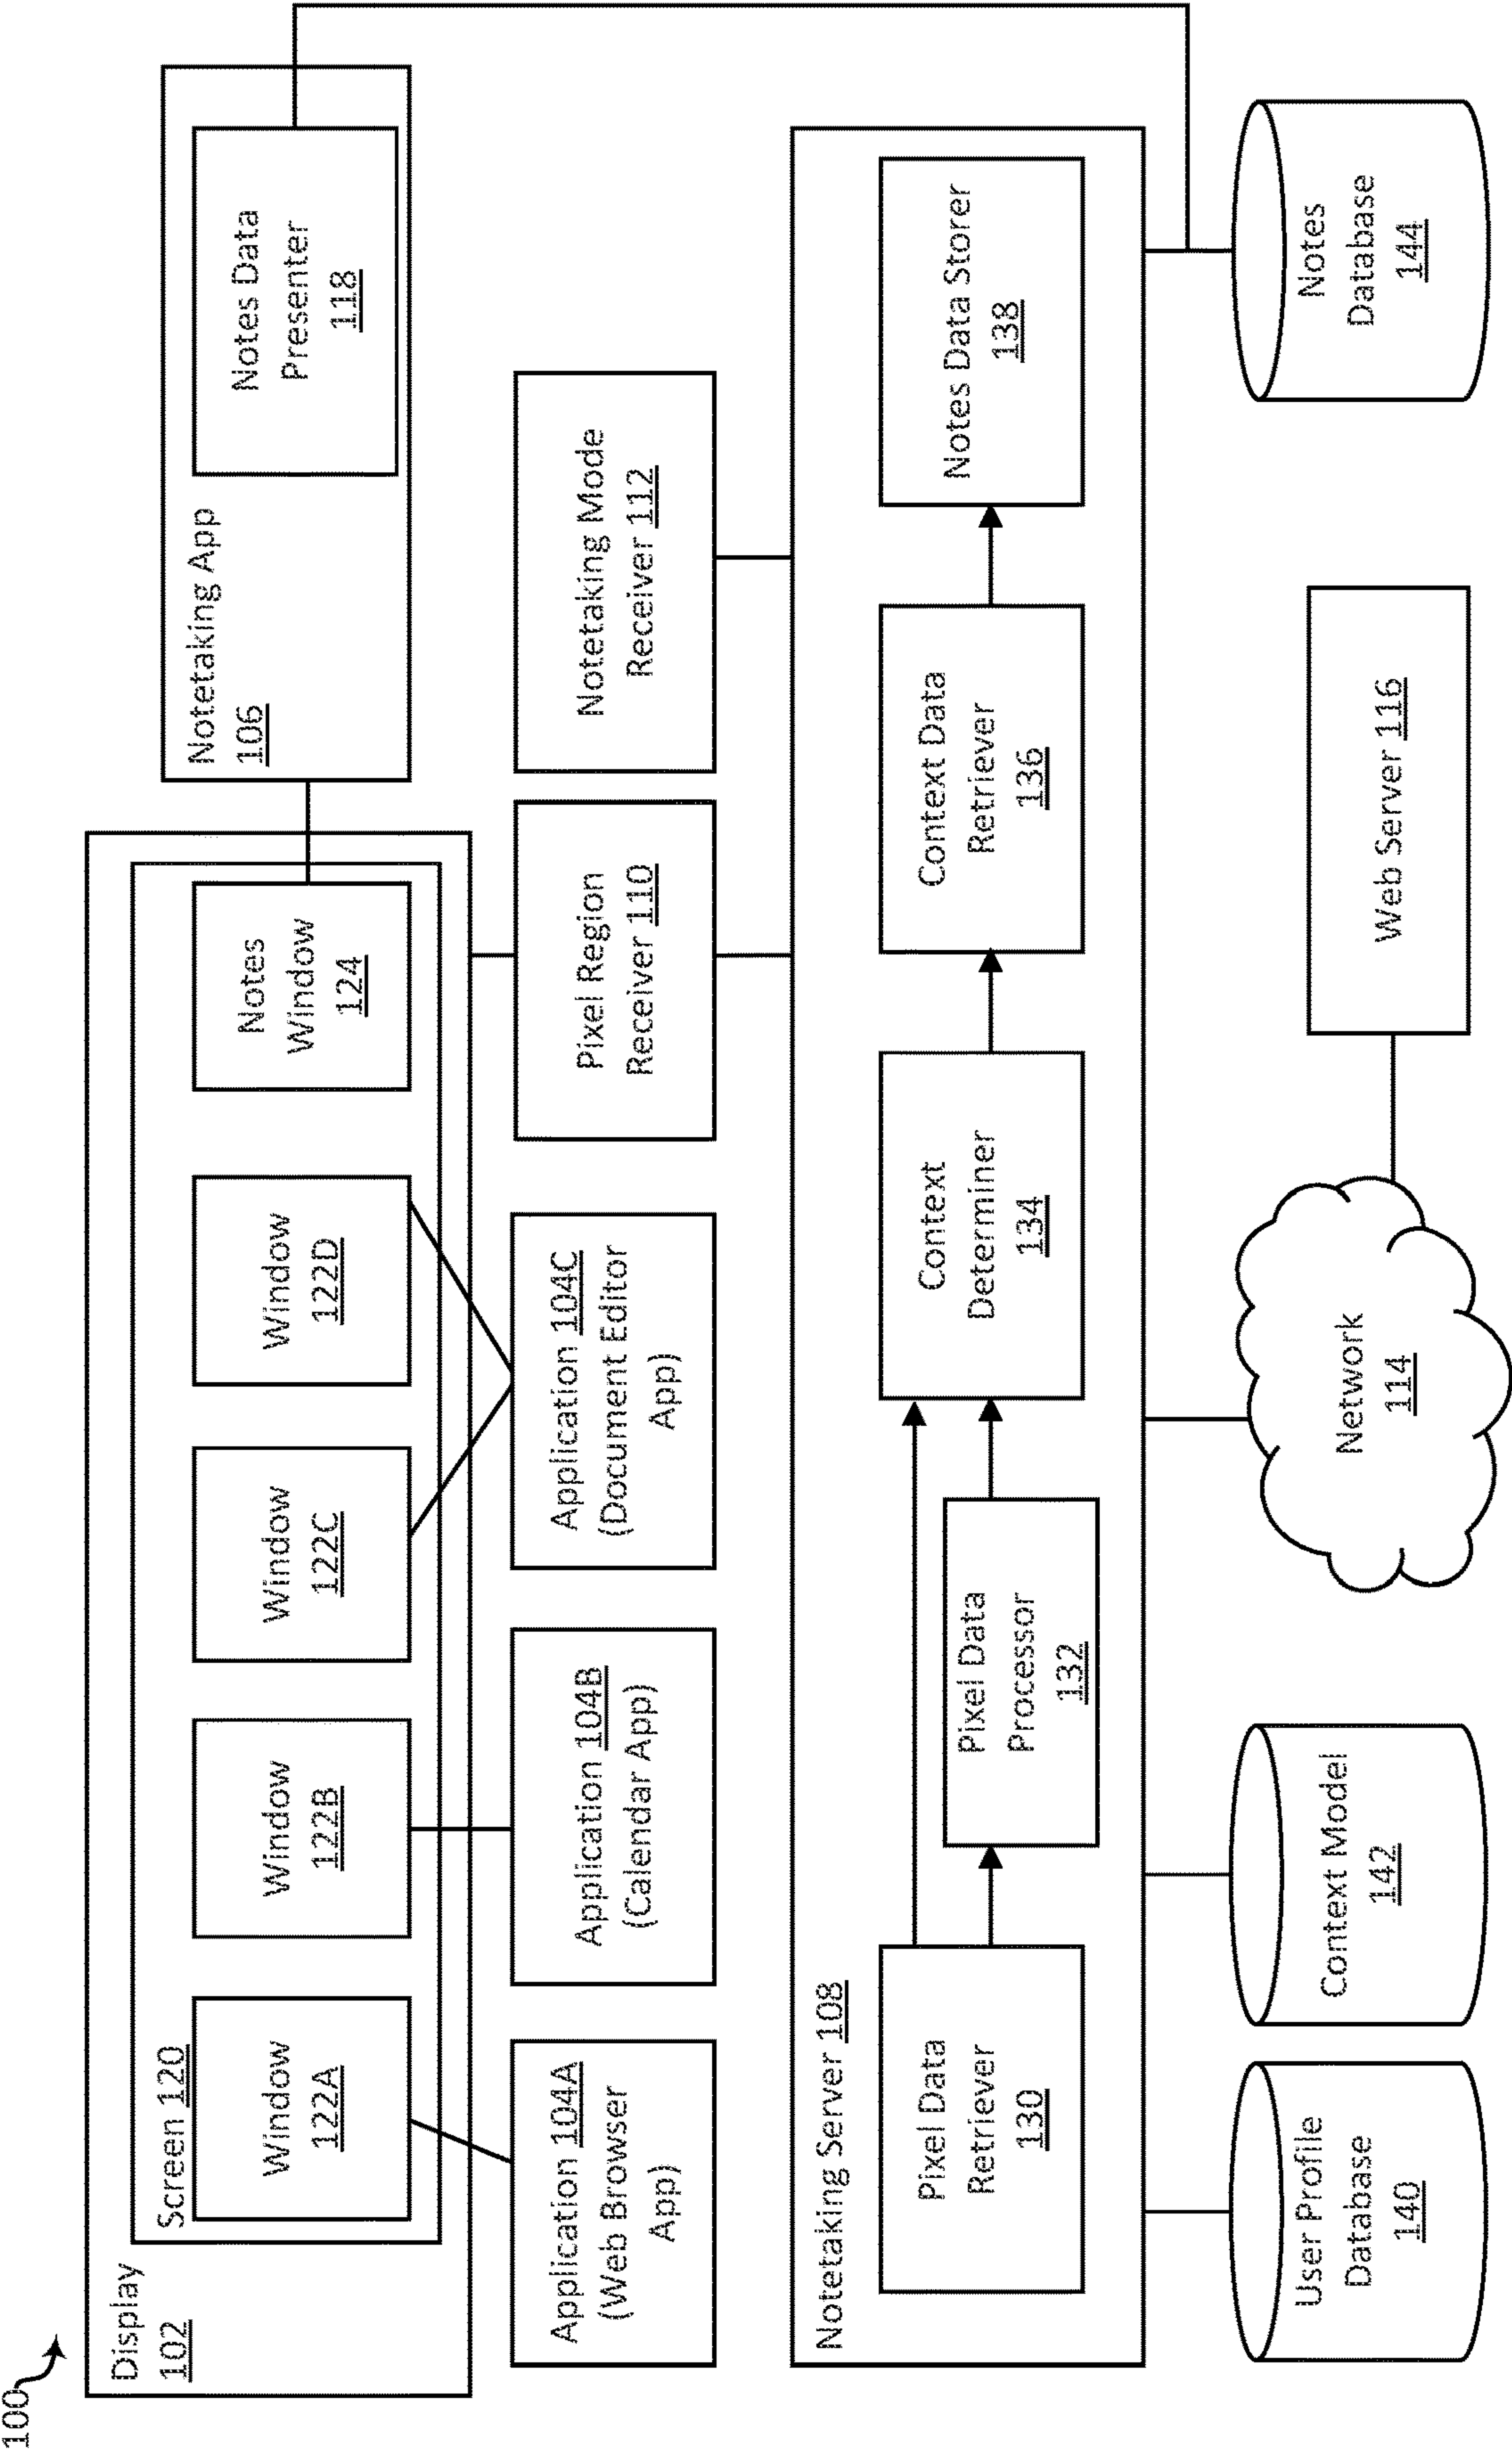 100
Display
102
Screen 120
Window
122A
Window
122B
Window
122C
Window
122D
Notes
Window
124
Notetaking App
106
Notes Data
Presenter
118
Application 104A
(Web Browser
App)
Application 104B
(Calendar App)
Application 104C
(Document Editor
App)
Pixel Region
Receiver 110
Notetaking Mode
Receiver 112
Notetaking Server 108
Pixel Data
Retriever
130
Pixel Data
Processor
132
Context
Determiner
134
Context Data
Retriever
136
Notes Data Storer
138
User Profile
Database
140
Context Model
142
Network
114
Web Server 116
Notes
Database
144